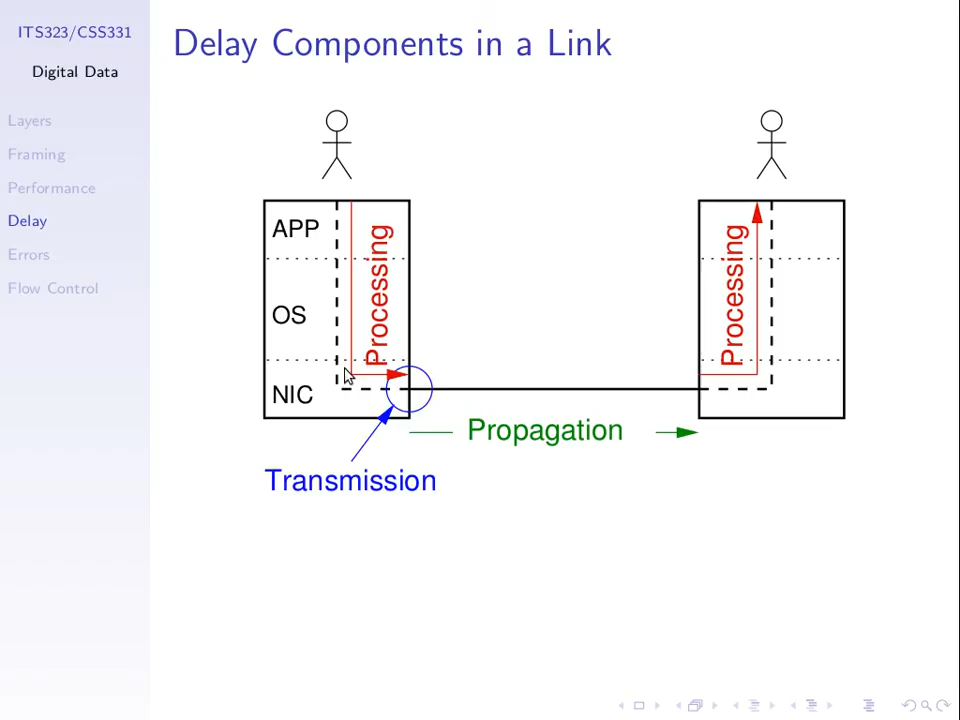 ITS323/CSS331
Digital Data
Layers
Framing
Performance
Delay
Errors
Flow Control
Delay Components in a Link
APP
OS
NIC
Processing
Processing
Propagation
Transmission